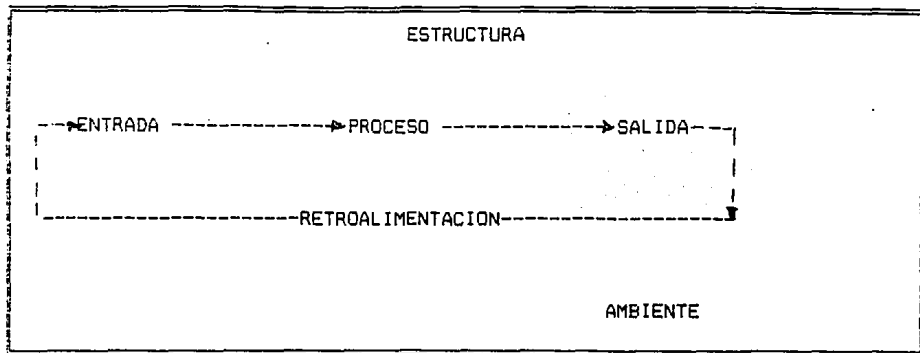 ESTRUCTURA
ENTRADA PROCESO SALIDA
RETROALIMENTACION
AMBIENTE